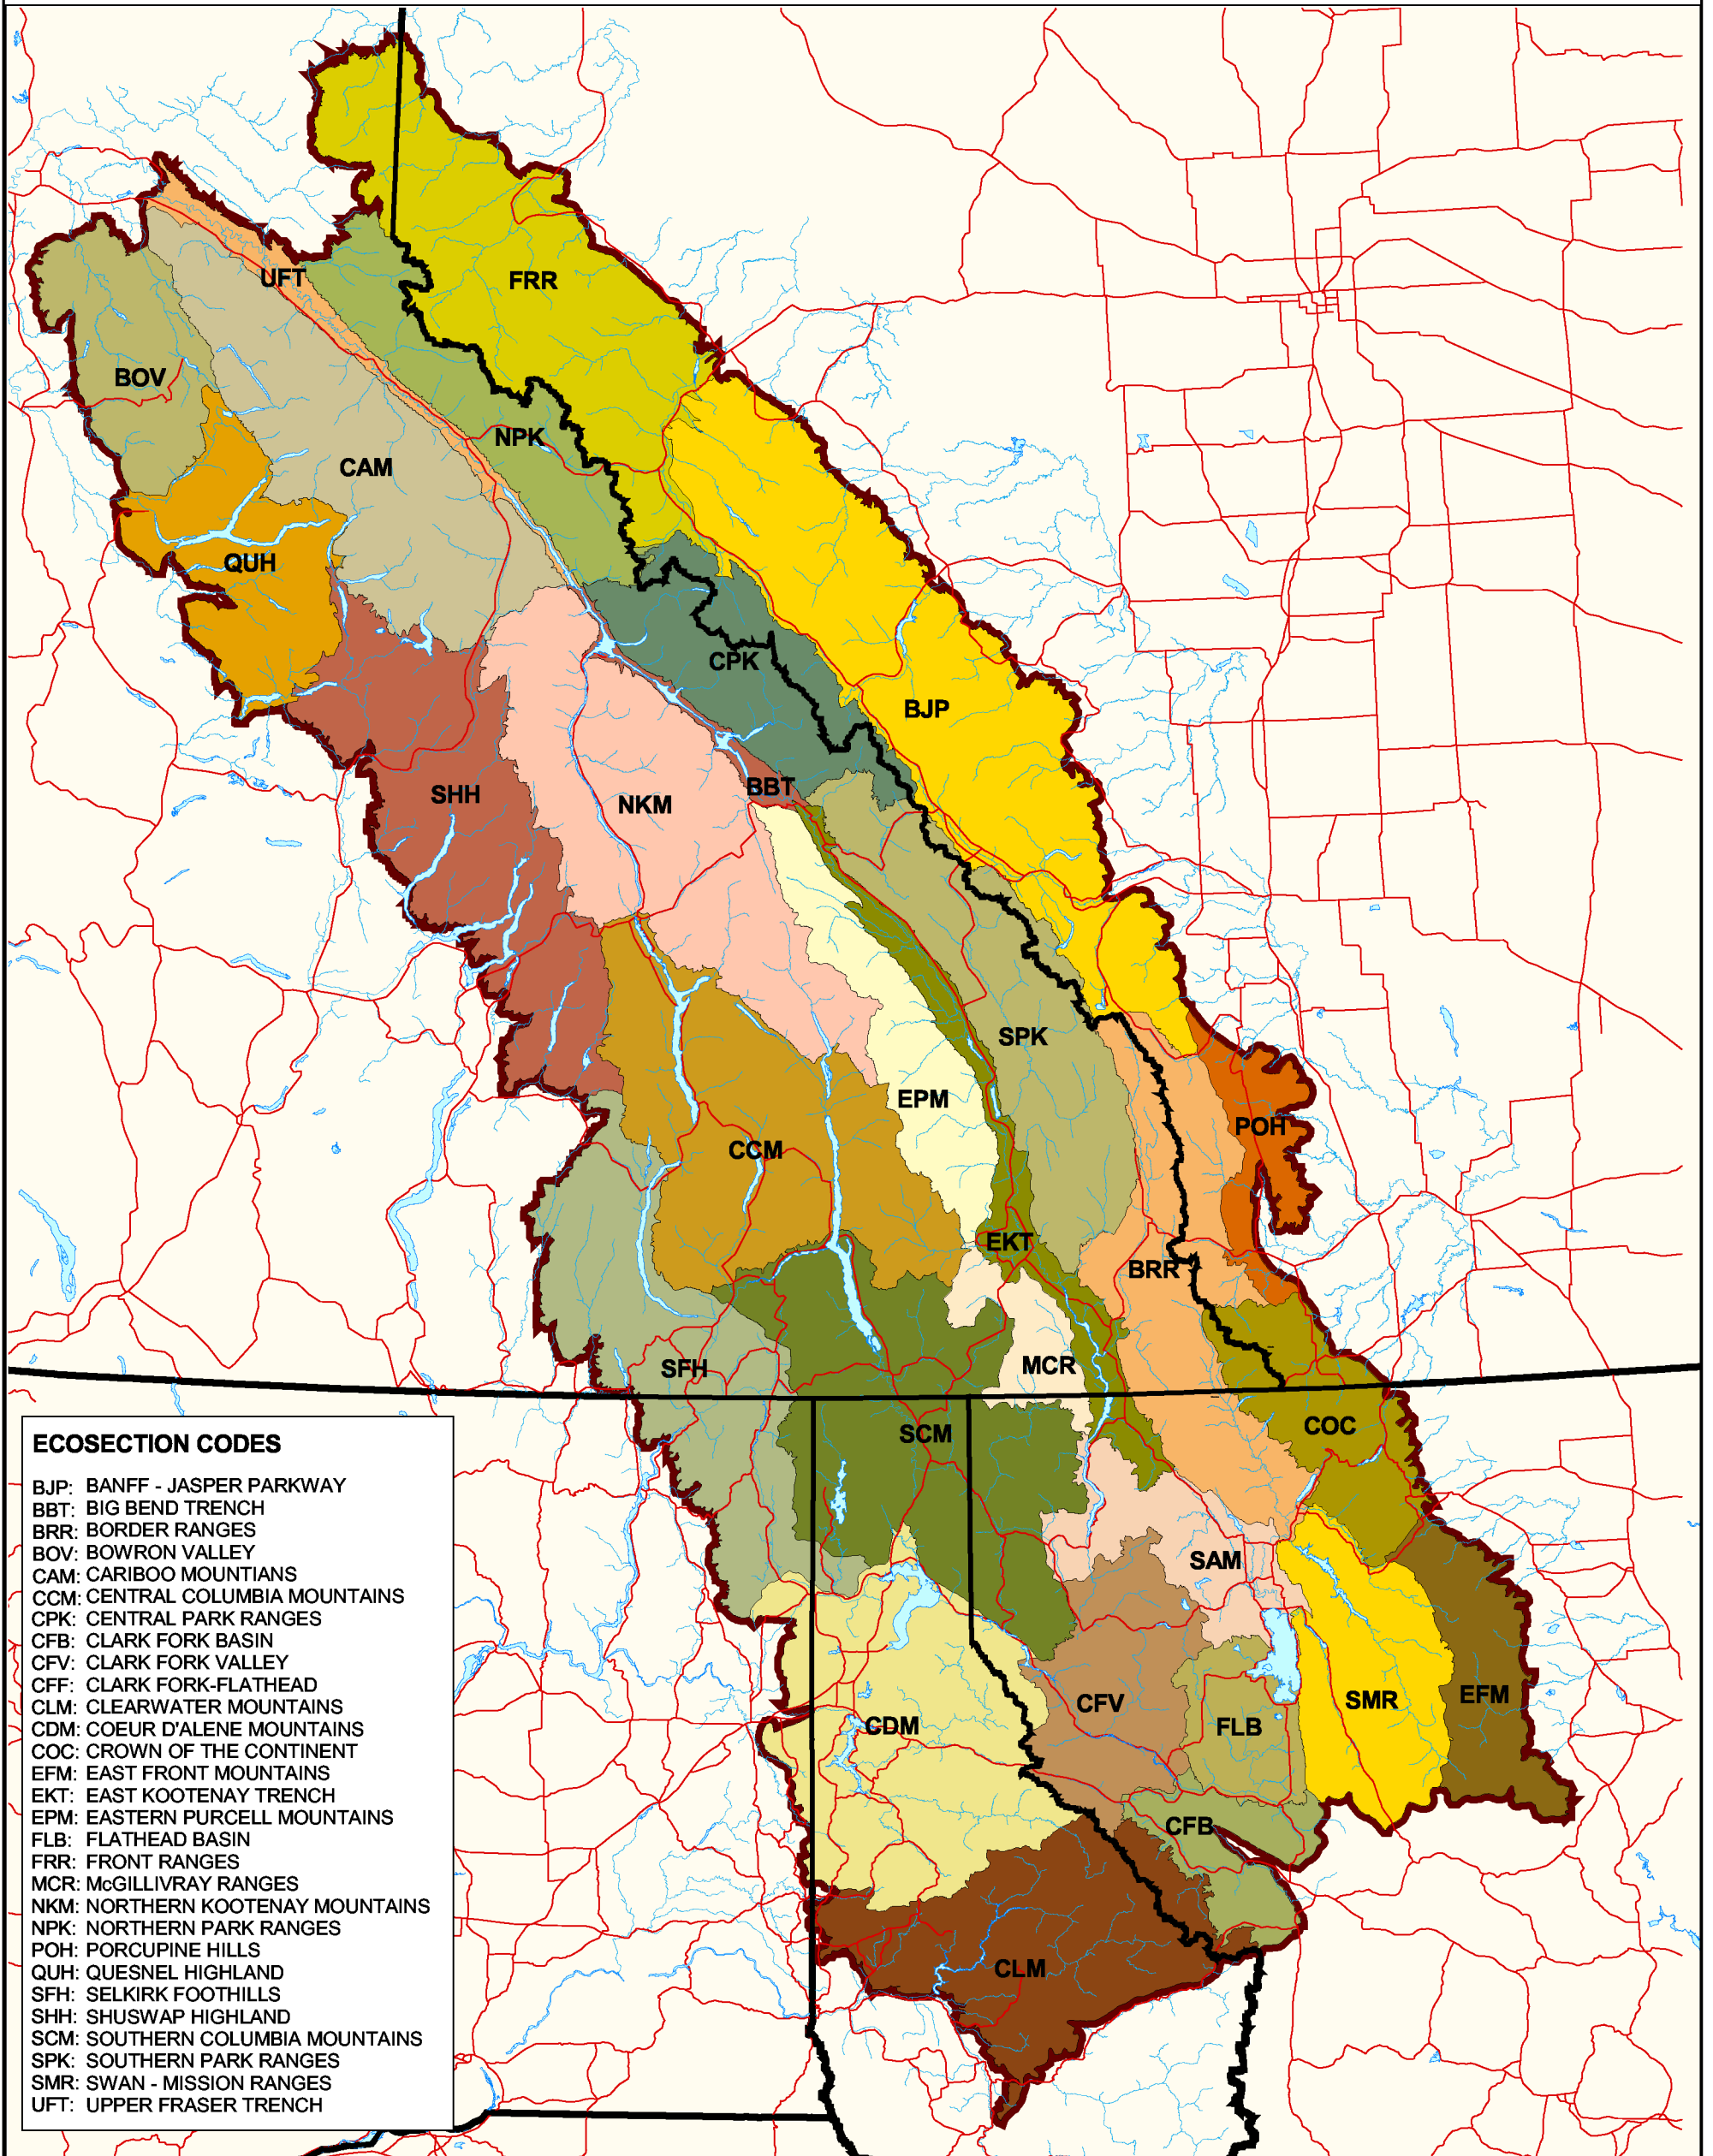 FRR
UFT
BOV
NPK
CAM
QUH
CPK
BJP
BBT
SHH
NKM
SPK
EPM
POH
CCM
EKT
BRR
MCR
SFH
COC
SCM
SAM
EFM
SMR
CFV
FLB
CDM
CFB
CLM
ECOSECTION CODES
BJP: BANFF - JASPER PARKWAY
BBT: BIG BEND TRENCH
BRR: BORDER RANGES
BOV: BOWRON VALLEY
CAM: CARIBOO MOUNTIANS
CCM: CENTRAL COLUMBIA MOUNTAINS
CPK: CENTRAL PARK RANGES
CFB: CLARK FORK BASIN
CFV: CLARK FORK VALLEY
CFF: CLARK FORK-FLATHEAD
CLM: CLEARWATER MOUNTAINS
CDM: COEUR D'ALENE MOUNTAINS
COC: CROWN OF THE CONTINENT
EFM: EAST FRONT MOUNTAINS
EKT: EAST KOOTENAY TRENCH
EPM: EASTERN PURCELL MOUNTAINS
FLB: FLATHEAD BASIN
FRR: FRONT RANGES
MCR: McGILLIVRAY RANGES
NKM: NORTHERN KOOTENAY MOUNTAINS
NPK: NORTHERN PARK RANGES
POH: PORCUPINE HILLS
QUH: QUESNEL HIGHLAND
SFH: SELKIRK FOOTHILLS
SHH: SHUSWAP HIGHLAND
SCM: SOUTHERN COLUMBIA MOUNTAINS
SPK: SOUTHERN PARK RANGES
SMR: SWAN - MISSION RANGES
UFT: UPPER FRASER TRENCH